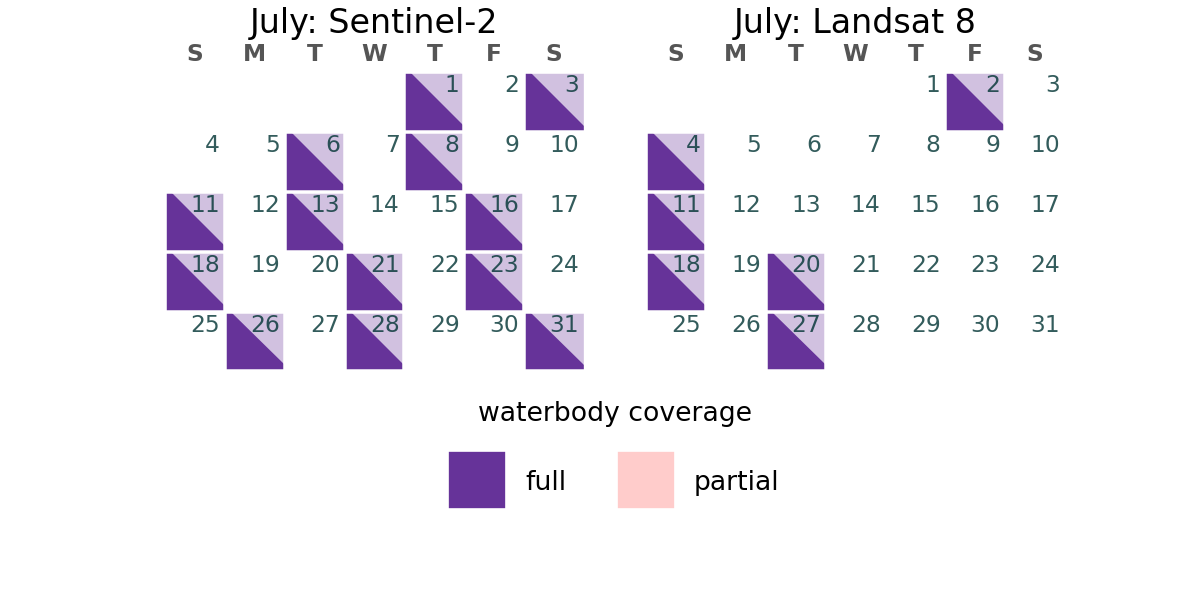 July: Sentinel-2
S M T W T F S
1 2 3
4 5 6 7 8 9 10
11 12 13 14 15 16 17
18 19 20 21 22 23 24
25 26 27 28 29 30 31
July: Landsat 8
S M T W T F S
1 2 3
4 5 6 7 8 9 10
11 12 13 14 15 16 17
18 19 20 21 22 23 24
25 26 27 28 29 30 31
waterbody coverage
full partial